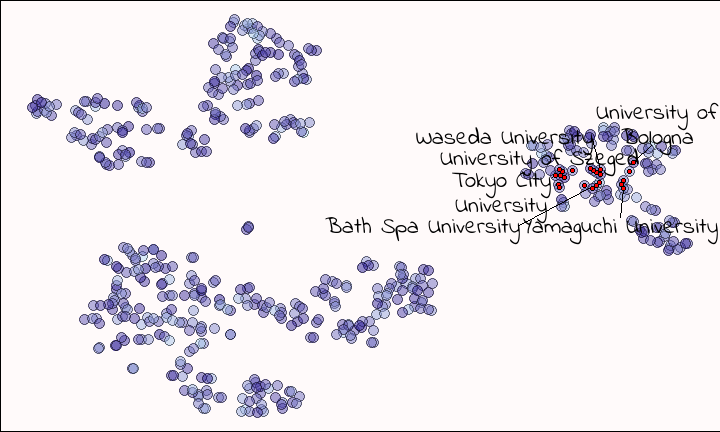 University of
Bologna
Waseda University
University of Szeged
Tokyo City
University
Bath Spa University
Yamaguchi University